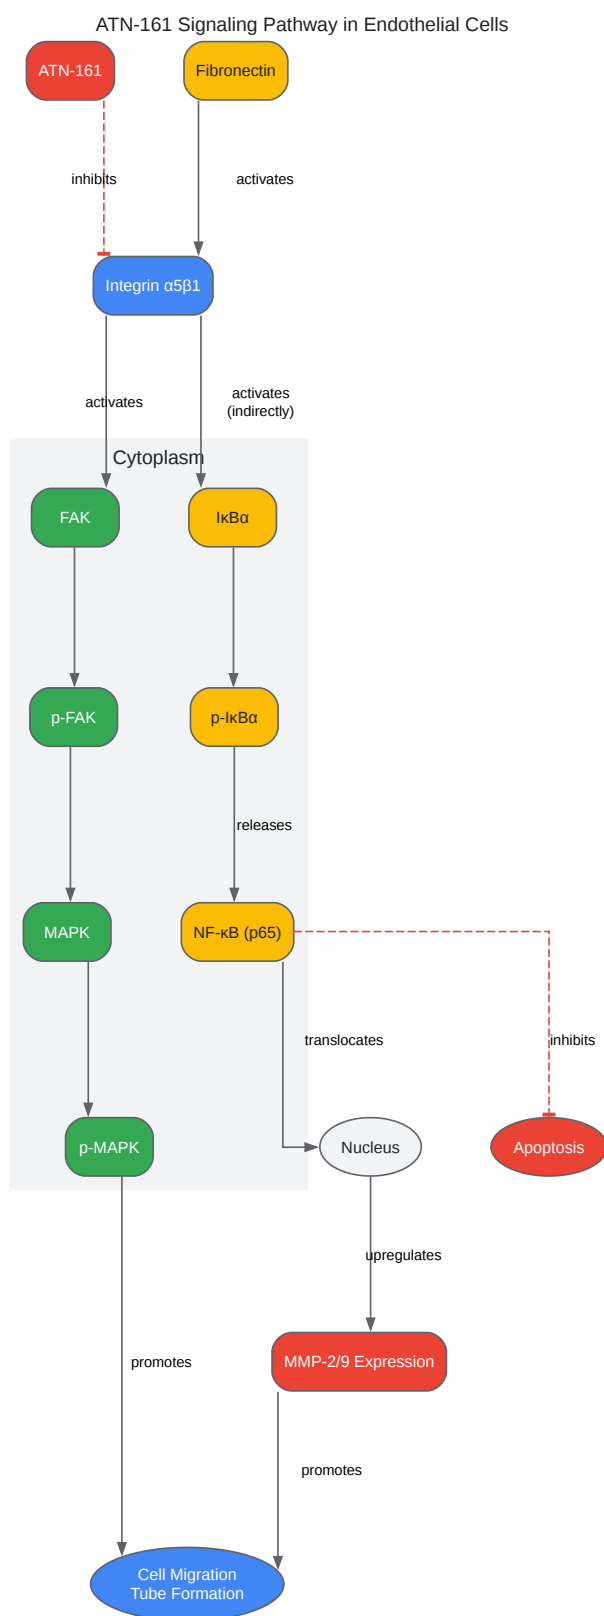 ATN-161 Signaling Pathway in Endothelial Cells
ATN-161
Fibronectin
inhibits
activates
Integrin α5β1
activates
activates
(indirectly)
Cytoplasm
FAK
IκBα
p-FAK
p-IκBα
releases
MAPK
NF-κB (p65)
translocates
inhibits
p-MAPK
Nucleus
Apoptosis
upregulates
promotes
MMP-2/9 Expression
promotes
Cell Migration
Tube Formation